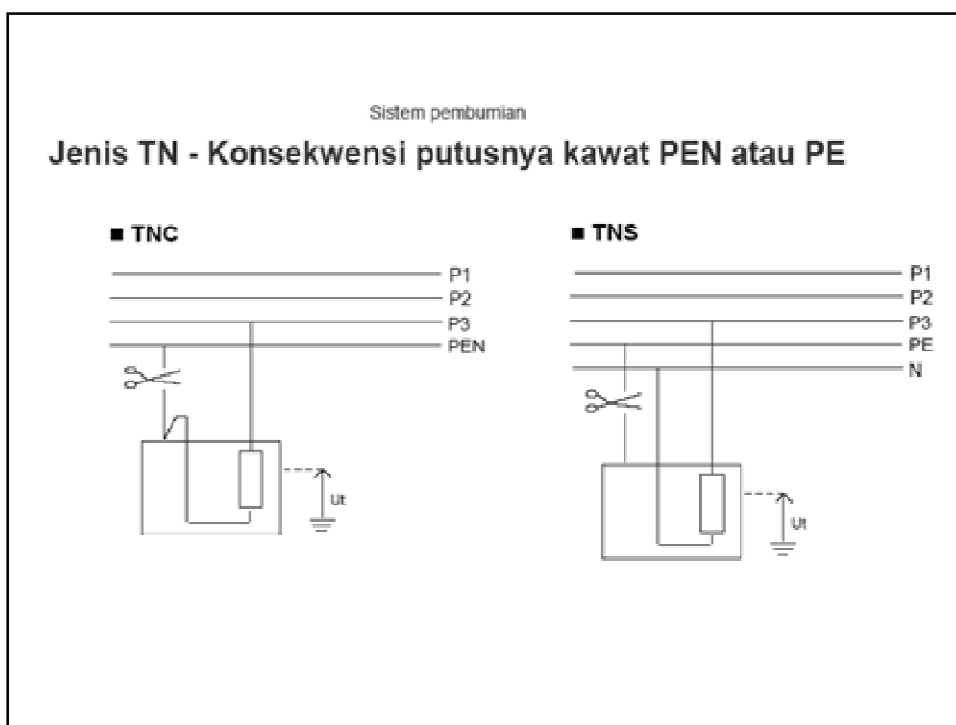 Sistem pembumian
Jenis TN - Konsekwensi putusnya kawat PEN atau PE
■ TNC
P1
P2
P3
PEN
Ut
■ TNS
P1
P2
P3
PE
N
Ut